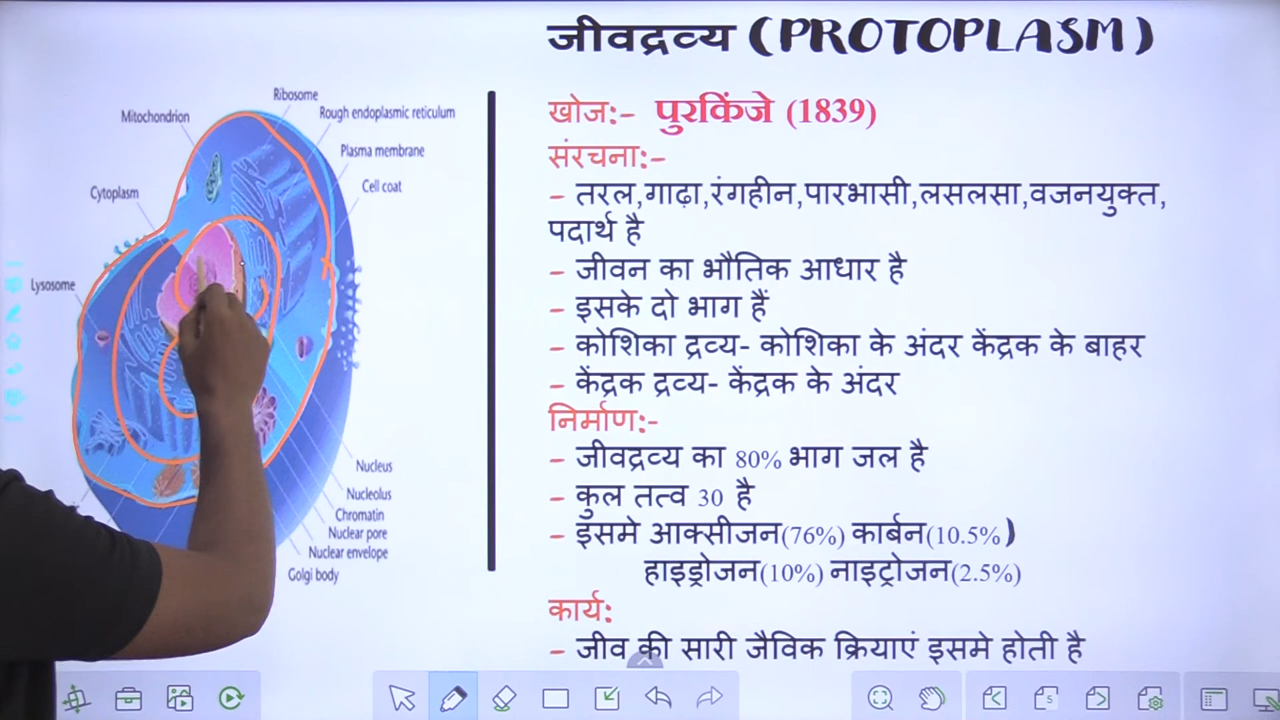 जीवद्रव्य (PROTOPLASM)
खोज:- पुरकिंजे (1839)
संरचना:-
- तरल,गाढ़ा,रंगहीन,पारभासी,लसलसा,वजनयुक्त,
पदार्थ है
- जीवन का भौतिक आधार है
- इसके दो भाग हैं
- कोशिका द्रव्य- कोशिका के अंदर केंद्रक के बाहर
- केंद्रक द्रव्य- केंद्रक के अंदर
निर्माण:-
- जीवद्रव्य का 80% भाग जल है
- कुल तत्व 30 है
- इसमे आक्सीजन(76%) कार्बन(10.5%)
हाइड्रोजन(10%) नाइट्रोजन(2.5%)
कार्य:
- जीव की सारी जैविक क्रियाएं इसमे होती है
Ribosome
Mitochondrion
Rough endoplasmic reticulum
Plasma membrane
Cell coat
Cytoplasm
Lysosome
Nucleus
Nucleolus
Chromatin
Nuclear pore
Nuclear envelope
Golgi body
5